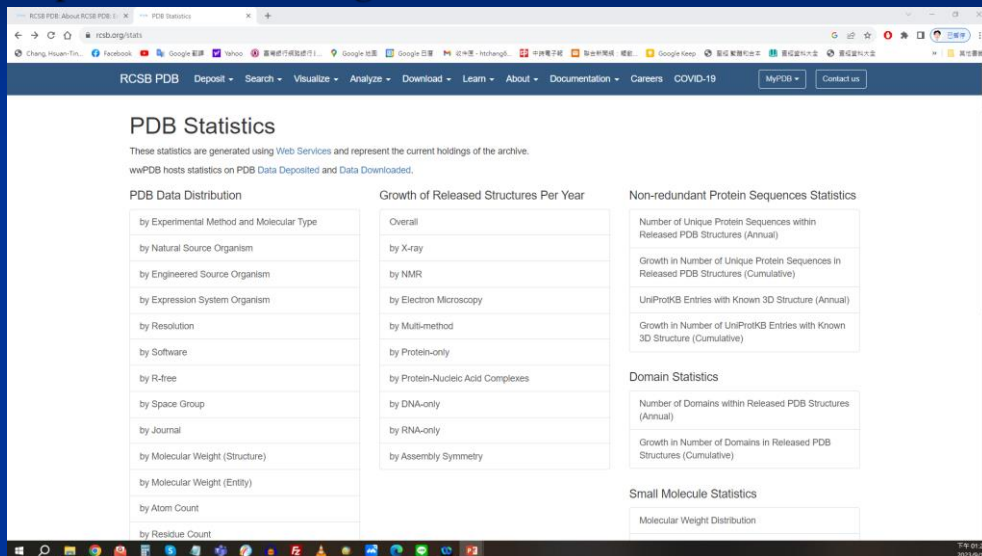 RCSB PDB: About RCSB PDB: E
PDB Statistics
rcsb.org/stats
Chang, Hsuan-Tin...
Facebook
Google 翻譯
Yahoo
Google 地圖
Google 日曆
Google Keep
RCSB PDB Deposit Search Visualize Analyze Download Learn About Documentation Careers COVID-19 MyPDB Contact us
PDB Statistics
These statistics are generated using Web Services and represent the current holdings of the archive.
wwPDB hosts statistics on PDB Data Deposited and Data Downloaded.
PDB Data Distribution
by Experimental Method and Molecular Type
by Natural Source Organism
by Engineered Source Organism
by Expression System Organism
by Resolution
by Software
by R-free
by Space Group
by Journal
by Molecular Weight (Structure)
by Molecular Weight (Entity)
by Atom Count
by Residue Count
Growth of Released Structures Per Year
Overall
by X-ray
by NMR
by Electron Microscopy
by Multi-method
by Protein-only
by Protein-Nucleic Acid Complexes
by DNA-only
by RNA-only
by Assembly Symmetry
Non-redundant Protein Sequences Statistics
Number of Unique Protein Sequences within
Released PDB Structures (Annual)
Growth in Number of Unique Protein Sequences in
Released PDB Structures (Cumulative)
UniProtKB Entries with Known 3D Structure (Annual)
Growth in Number of UniProtKB Entries with Known
3D Structure (Cumulative)
Domain Statistics
Number of Domains within Released PDB Structures
(Annual)
Growth in Number of Domains in Released PDB
Structures (Cumulative)
Small Molecule Statistics
Molecular Weight Distribution